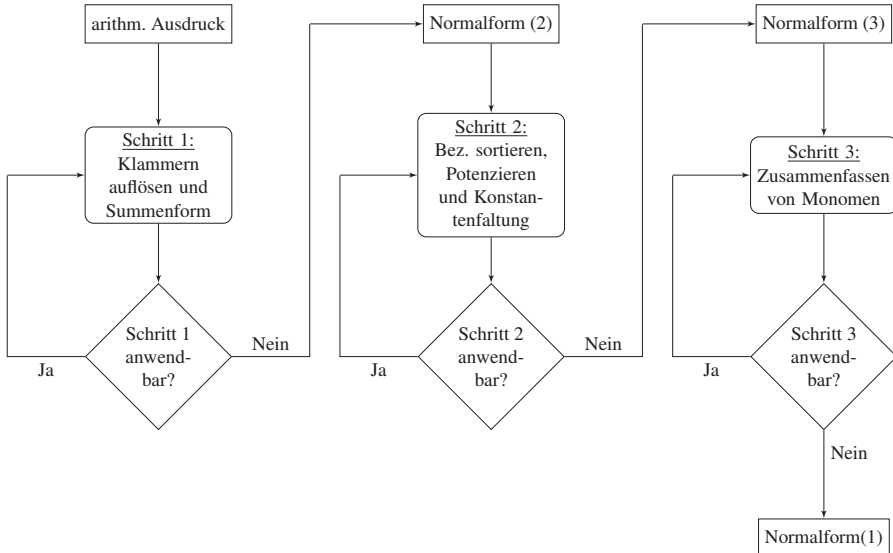 arithm. Ausdruck
Schritt 1:
Klammern
auflösen und
Summenform
Schritt 1
anwend-
bar?
Ja
Nein
Normalform (2)
Schritt 2:
Bez. sortieren,
Potenzieren
und Konstan-
tenfaltung
Schritt 2
anwend-
bar?
Ja
Nein
Normalform (3)
Schritt 3:
Zusammenfassen
von Monomen
Schritt 3
anwend-
bar?
Ja
Nein
Normalform(1)